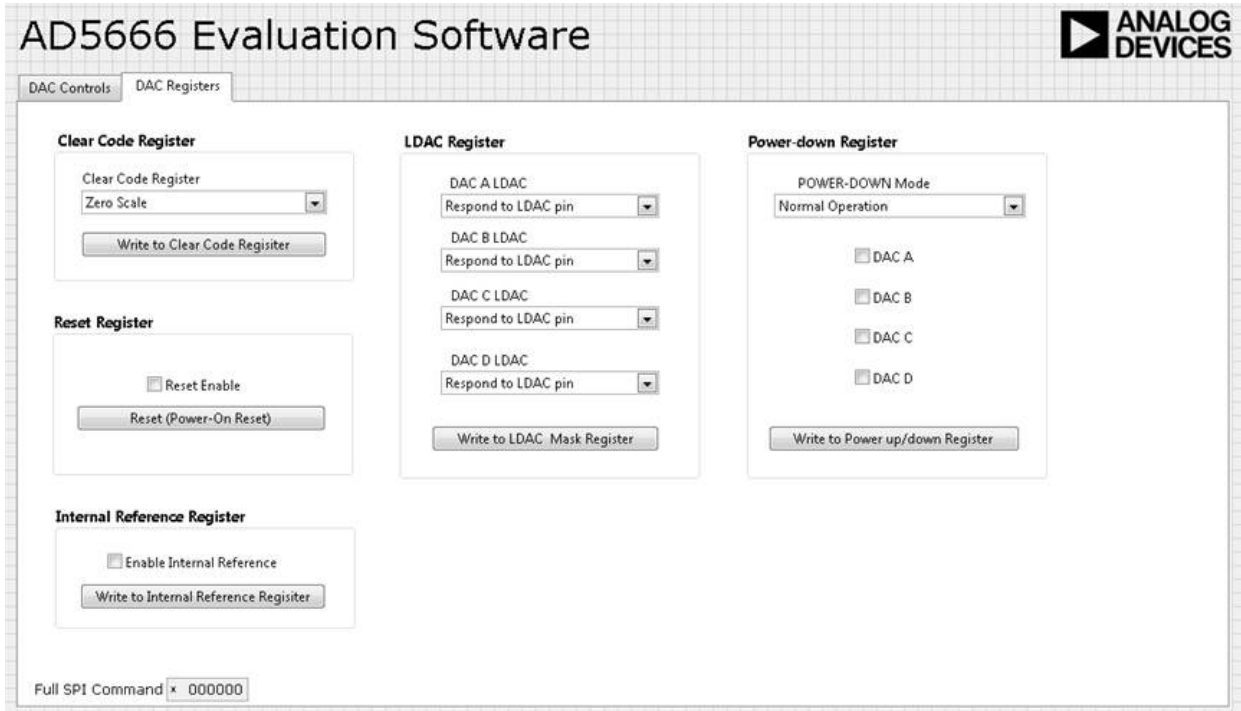 AD5666 Evaluation Software
ANALOG
DEVICES
DAC Controls
DAC Registers
Clear Code Register
Clear Code Register
Zero Scale
Write to Clear Code Regisiter
Reset Register
Reset Enable
Reset (Power-On Reset)
Internal Reference Register
Enable Internal Reference
Write to Internal Reference Regisiter
LDAC Register
DAC A LDAC
Respond to LDAC pin
DAC B LDAC
Respond to LDAC pin
DAC C LDAC
Respond to LDAC pin
DAC D LDAC
Respond to LDAC pin
Write to LDAC Mask Register
Power-down Register
POWER-DOWN Mode
Normal Operation
DAC A
DAC B
DAC C
DAC D
Write to Power up/down Register
Full SPI Command x 000000